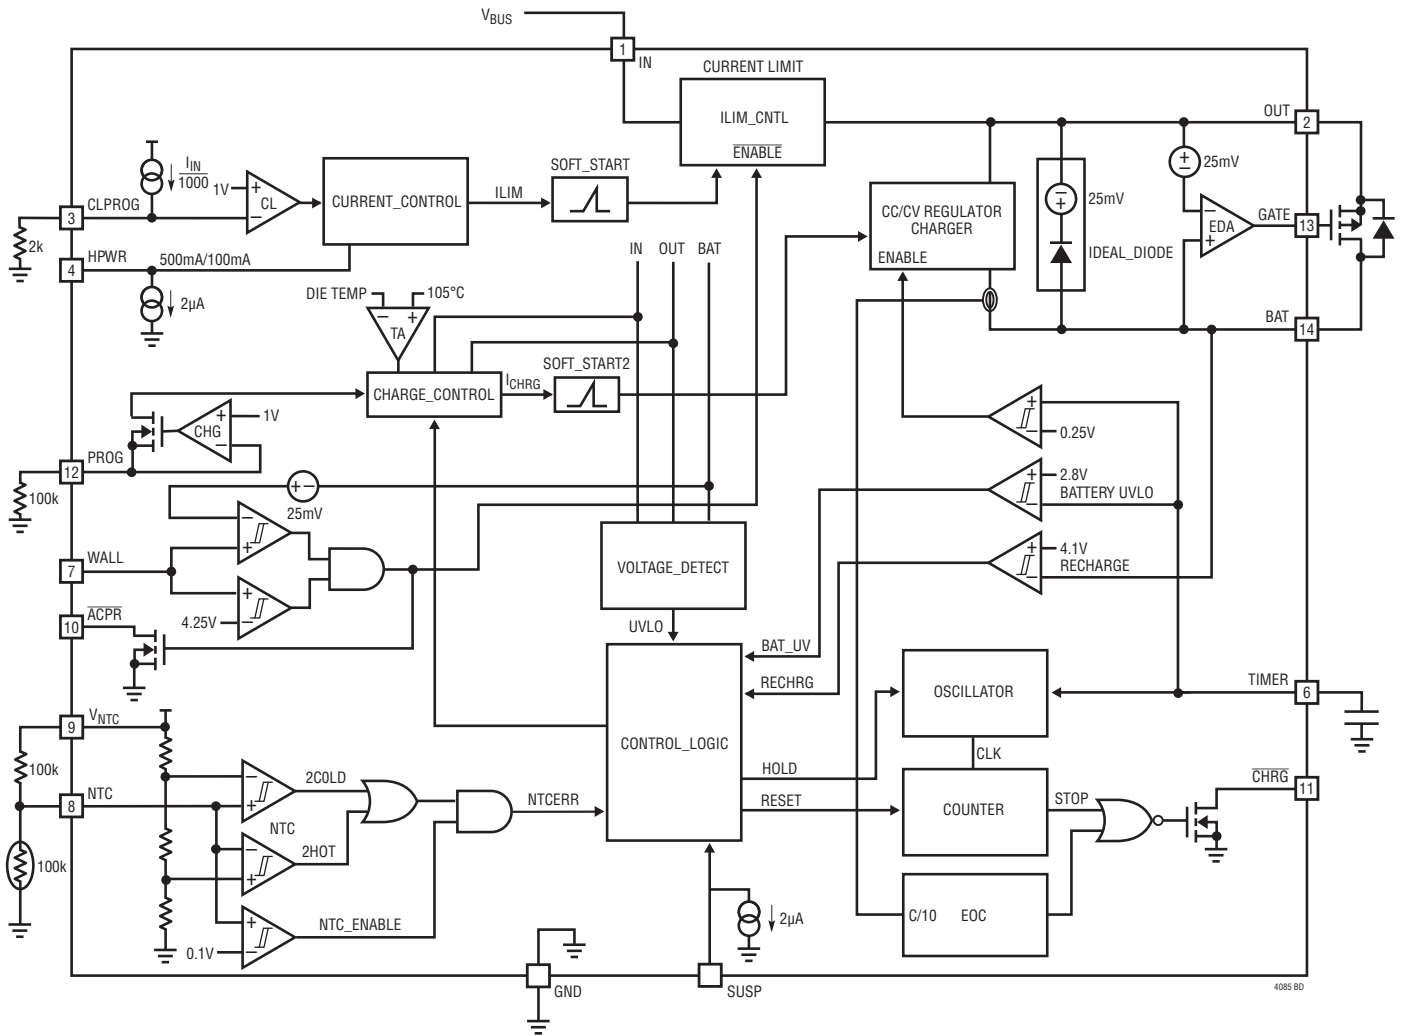 VBUS
1
IN
CURRENT LIMIT
ILIM_CNTL
ENABLE
OUT
2
IIN
1000
1V
+
CL
–
CURRENT_CONTROL
ILIM
SOFT_START
+
–
25mV
–
+
25mV
CC/CV REGULATOR
CHARGER
ENABLE
IDEAL_DIODE
–
EDA
+
GATE
13
3
CLPROG
2k
4
HPWR
500mA/100mA
2µA
IN
OUT
BAT
DIE TEMP
105°C
–
+
TA
BAT
14
CHARGE_CONTROL
ICHRG
SOFT_START2
+
CHG
–
1V
12
PROG
100k
+
–
0.25V
+
–
2.8V
BATTERY UVLO
+
–
4.1V
RECHARGE
+ –
25mV
–
+
7
WALL
+
–
4.25V
10
ACPR
VOLTAGE_DETECT
UVLO
BAT_UV
RECHRG
CONTROL_LOGIC
HOLD
RESET
OSCILLATOR
CLK
COUNTER
STOP
TIMER
6
CHRG
11
C/10
EOC
9
VNTC
100k
8
NTC
100k
–
+
2C0LD
NTC
–
+
2HOT
+
–
0.1V
NTC_ENABLE
NTCERR
2µA
GND
SUSP
4085 BD